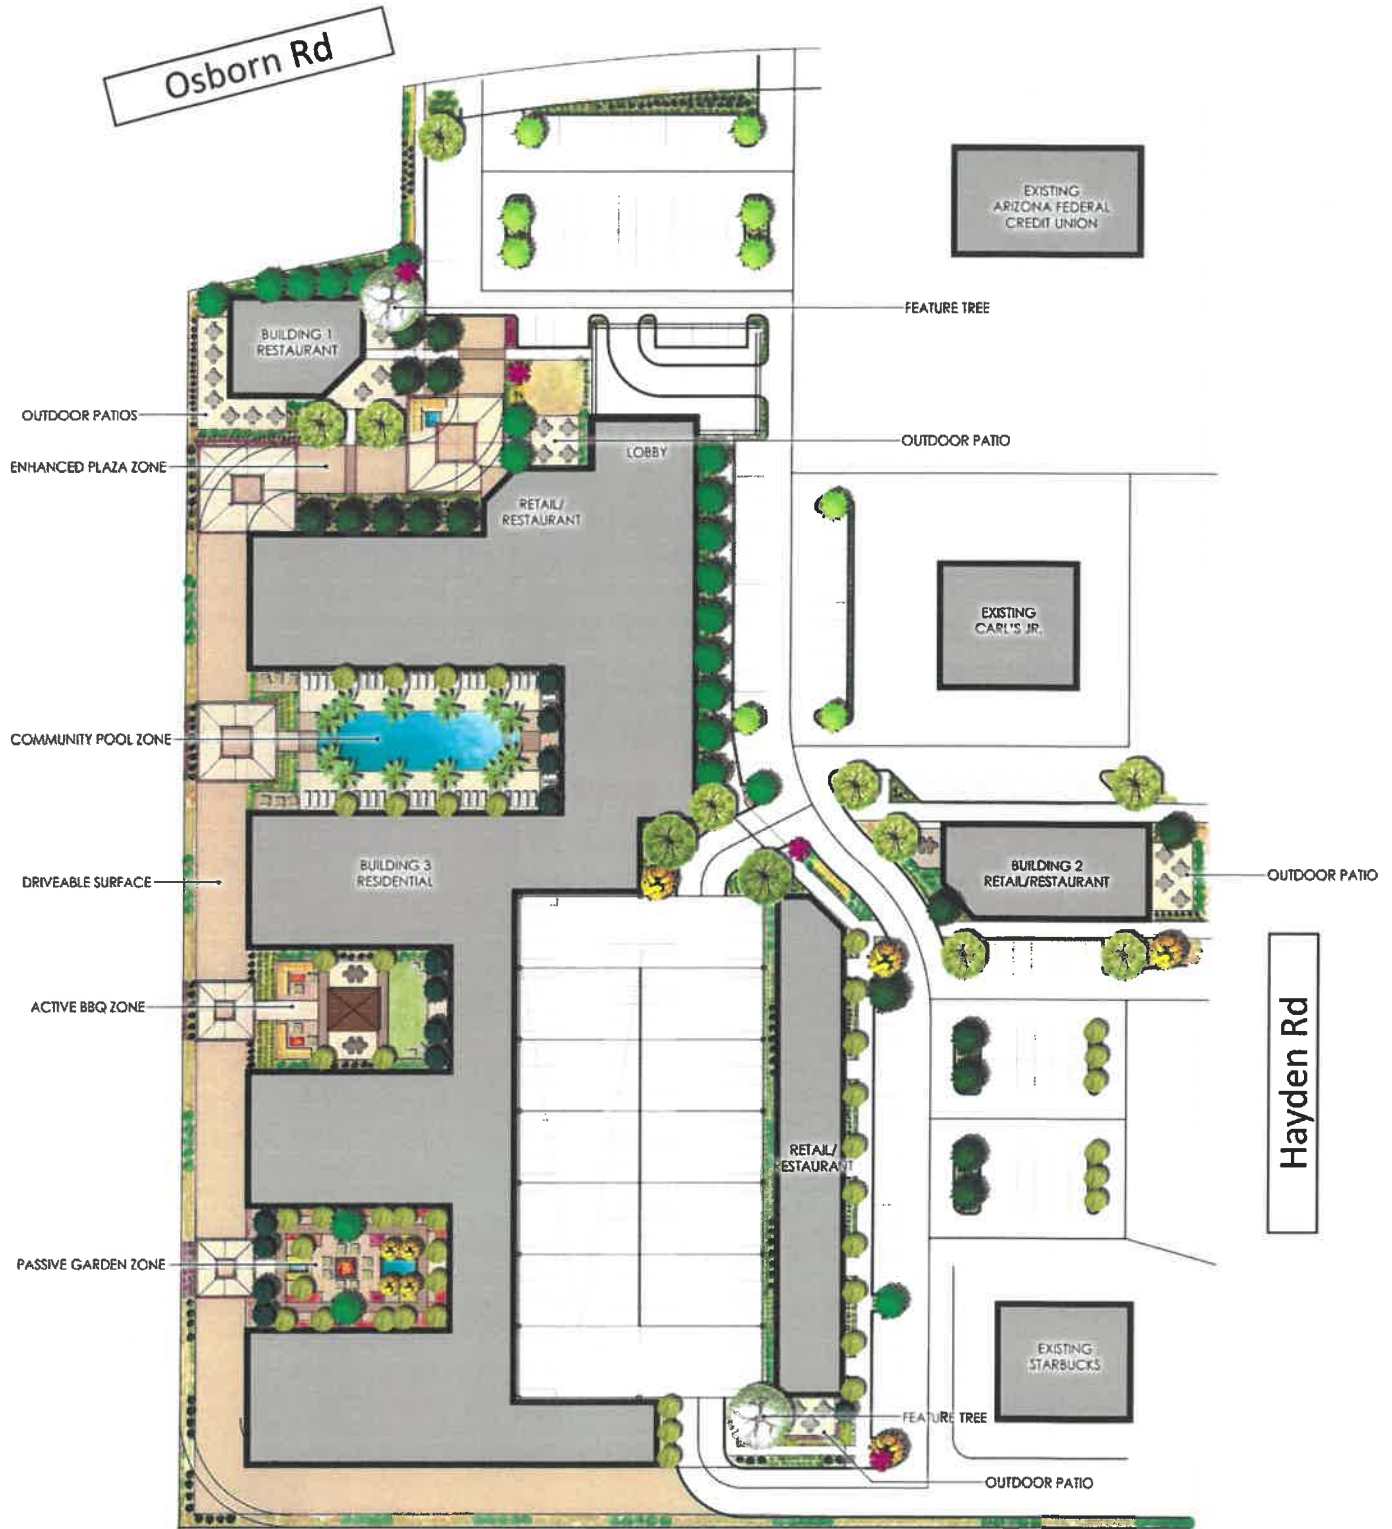 Osborn Rd
EXISTING
ARIZONA FEDERAL
CREDIT UNION
FEATURE TREE
BUILDING 1
RESTAURANT
OUTDOOR PATIOS
OUTDOOR PATIO
LOBBY
ENHANCED PLAZA ZONE
RETAIL/
RESTAURANT
EXISTING
CARL'S JR.
COMMUNITY POOL ZONE
BUILDING 3
RESIDENTIAL
BUILDING 2
RETAIL/RESTAURANT
DRIVEABLE SURFACE
OUTDOOR PATIO
ACTIVE BBQ ZONE
Hayden Rd
RETAIL/
RESTAURANT
PASSIVE GARDEN ZONE
EXISTING
STARBUCKS
FEATURE TREE
OUTDOOR PATIO